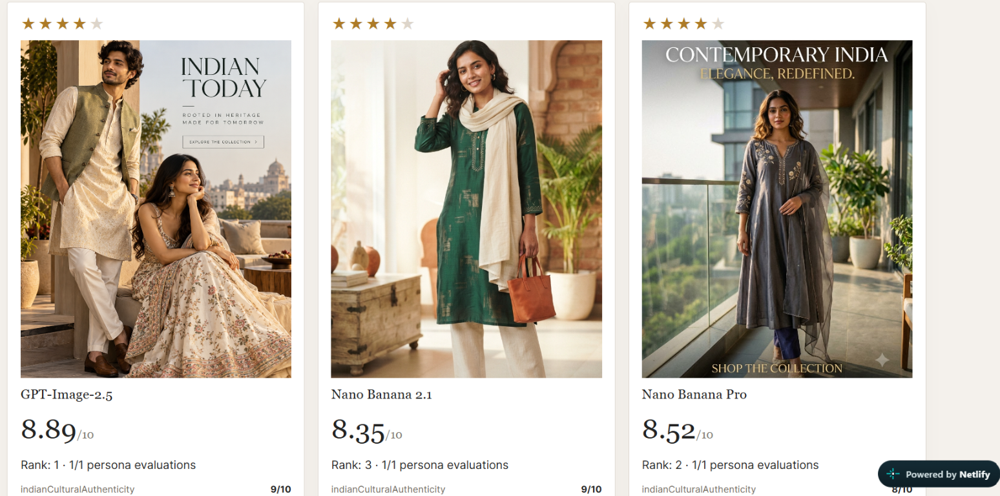 INDIAN
TODAY
ROOTED IN HERITAGE
MADE FOR TOMORROW
EXPLORE THE COLLECTION >
GPT-Image-2.5
8.89/10
Rank: 1 · 1/1 persona evaluations
indianCulturalAuthenticity 9/10
Nano Banana 2.1
8.35/10
Rank: 3 · 1/1 persona evaluations
indianCulturalAuthenticity 9/10
CONTEMPORARY INDIA
ELEGANCE, REDEFINED.
SHOP THE COLLECTION
Nano Banana Pro
8.52/10
Rank: 2 · 1/1 persona evaluations
indianCulturalAuthenticity 8/10
Powered by Netlify